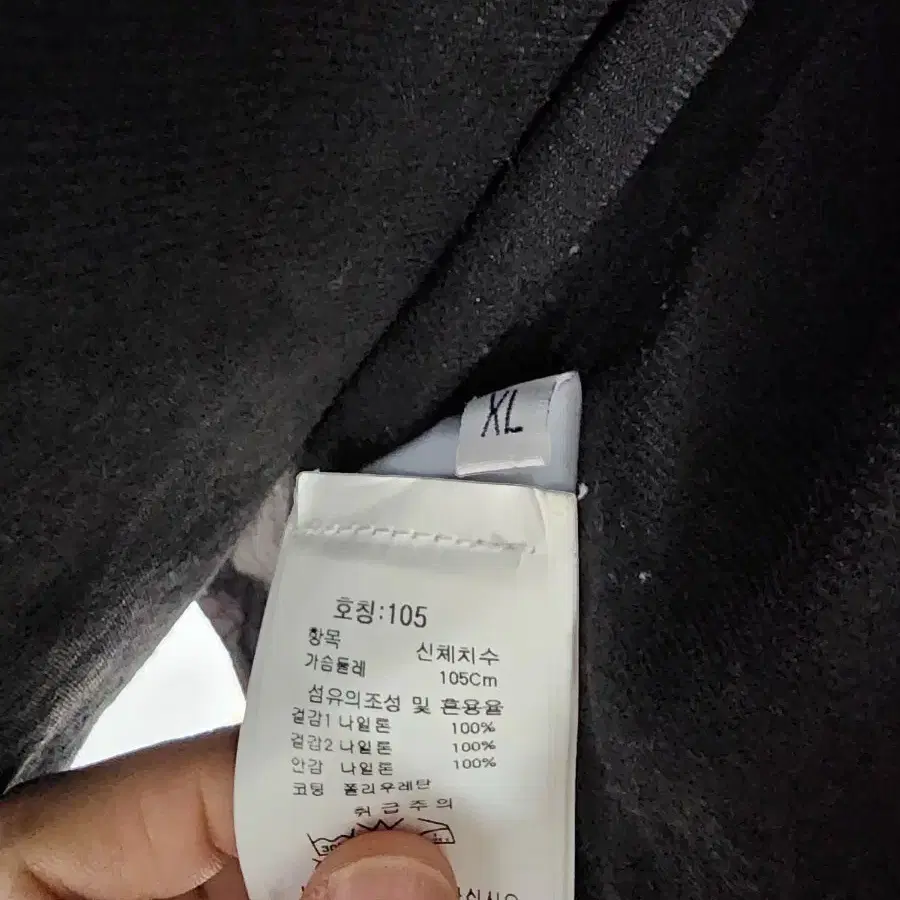 XL
호칭:105
항목 신체치수
가슴둘레 105Cm
섬유의조성 및 혼용율
겉감1 나일론 100%
겉감2 나일론 100%
안감 나일론 100%
코팅 폴리우레탄
취급주의